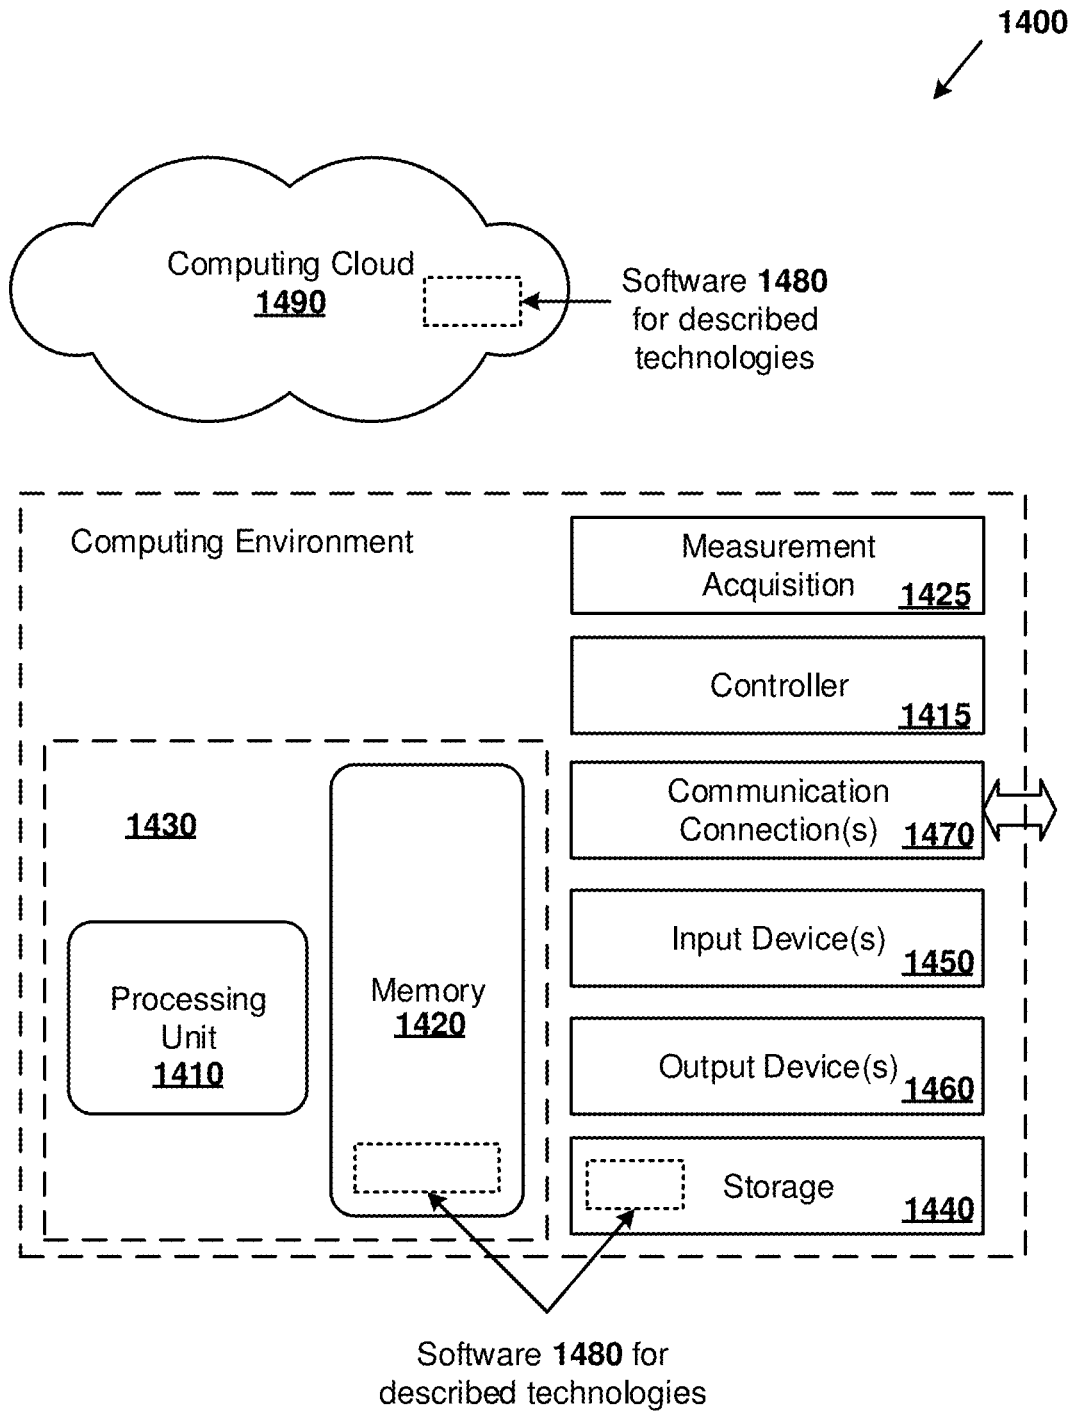 1400
Computing Cloud
1490
Software 1480
for described
technologies
Computing Environment
Measurement
Acquisition
1425
Controller
1415
Communication
Connection(s)
1470
1430
Input Device(s)
1450
Processing
Unit
1410
Memory
1420
Output Device(s)
1460
Storage
1440
Software 1480 for
described technologies